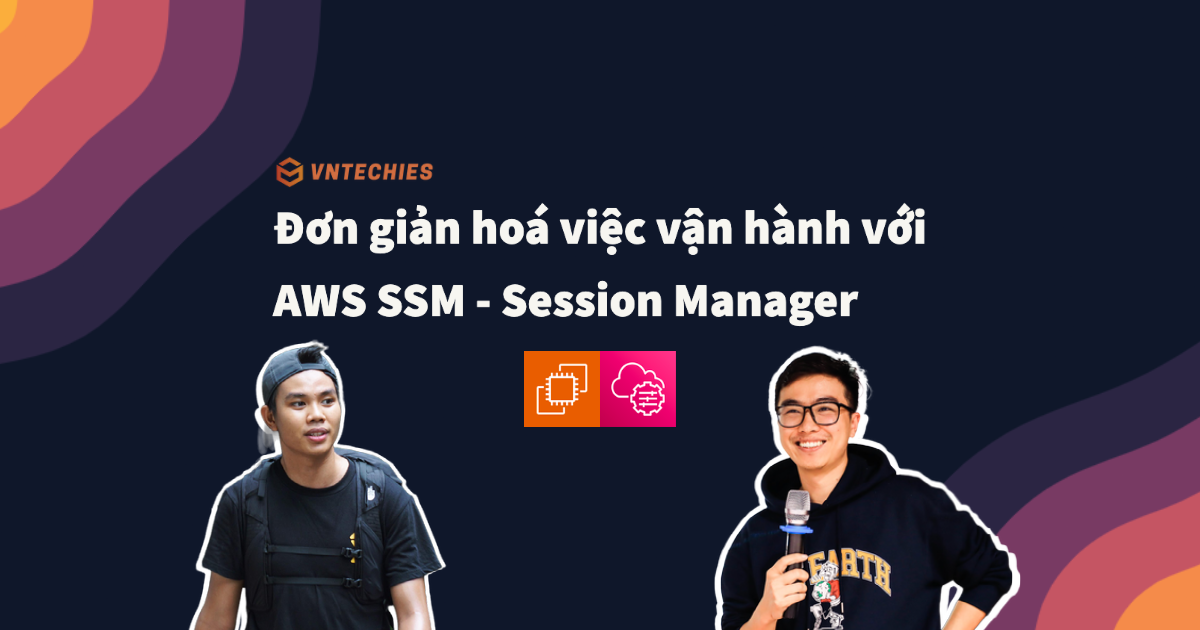 VNTECHIES
Đơn giản hoá việc vận hành với
AWS SSM - Session Manager
EARTH